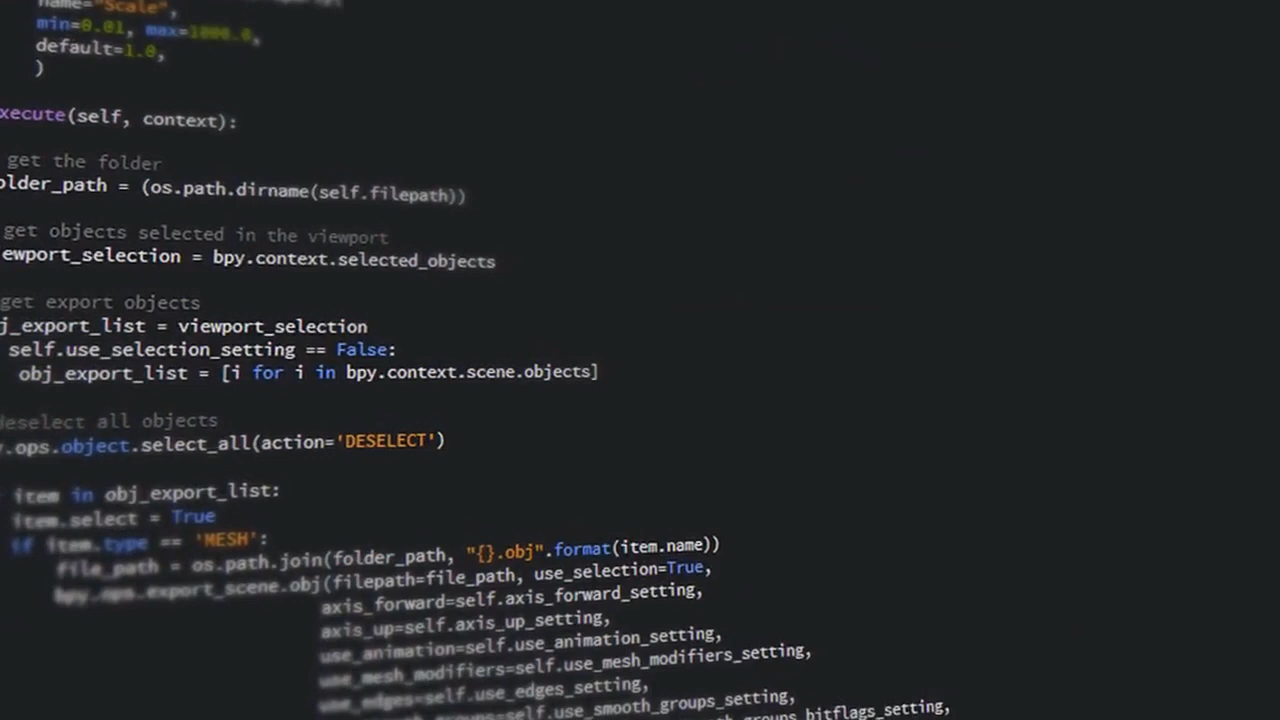 name="Scale",
min=0.01, max=1000.0,
default=1.0,
)
xecute(self, context):
get the folder
older_path = (os.path.dirname(self.filepath))
get objects selected in the viewport
ewport_selection = bpy.context.selected_objects
get export objects
j_export_list = viewport_selection
self.use_selection_setting == False:
obj_export_list = [i for i in bpy.context.scene.objects]
deselect all objects
y.ops.object.select_all(action='DESELECT')
item in obj_export_list:
item.select = True
if item.type == 'MESH':
file_path = os.path.join(folder_path, "{}.obj".format(item.name))
bpy.ops.export_scene.obj(filepath=file_path, use_selection=True,
axis_forward=self.axis_forward_setting,
axis_up=self.axis_up_setting,
use_animation=self.use_animation_setting,
use_mesh_modifiers=self.use_mesh_modifiers_setting,
use_edges=self.use_edges_setting,
_groups=self.use_smooth_groups_setting,
_groups_bitflags_setting,